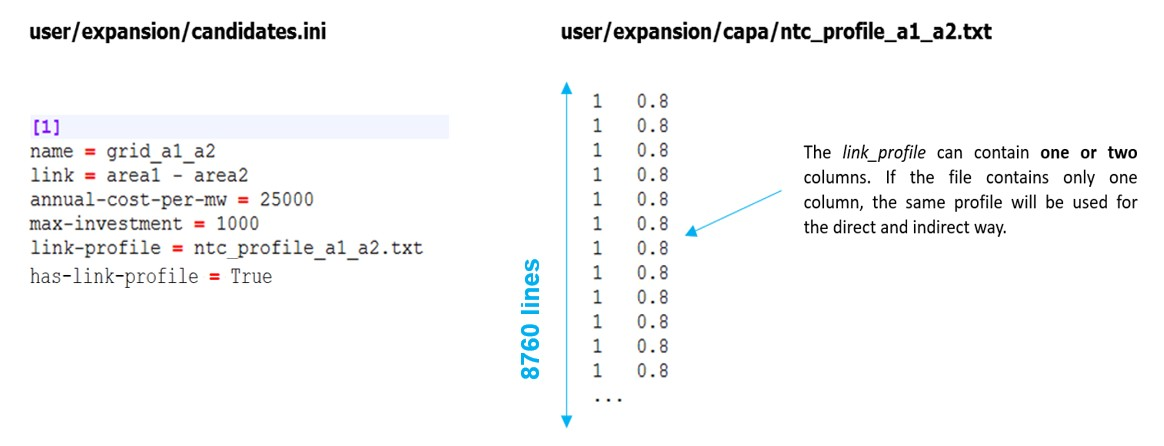 user/expansion/candidates.ini
[1]
name = grid_a1_a2
link = area1 - area2
annual-cost-per-mw = 25000
max-investment = 1000
link-profile = ntc_profile_a1_a2.txt
has-link-profile = True
user/expansion/capa/ntc_profile_a1_a2.txt
8760 lines
1 0.8
1 0.8
1 0.8
1 0.8
1 0.8
1 0.8
1 0.8
1 0.8
1 0.8
1 0.8
1 0.8
1 0.8
...
The link_profile can contain one or two
columns. If the file contains only one
column, the same profile will be used for
the direct and indirect way.